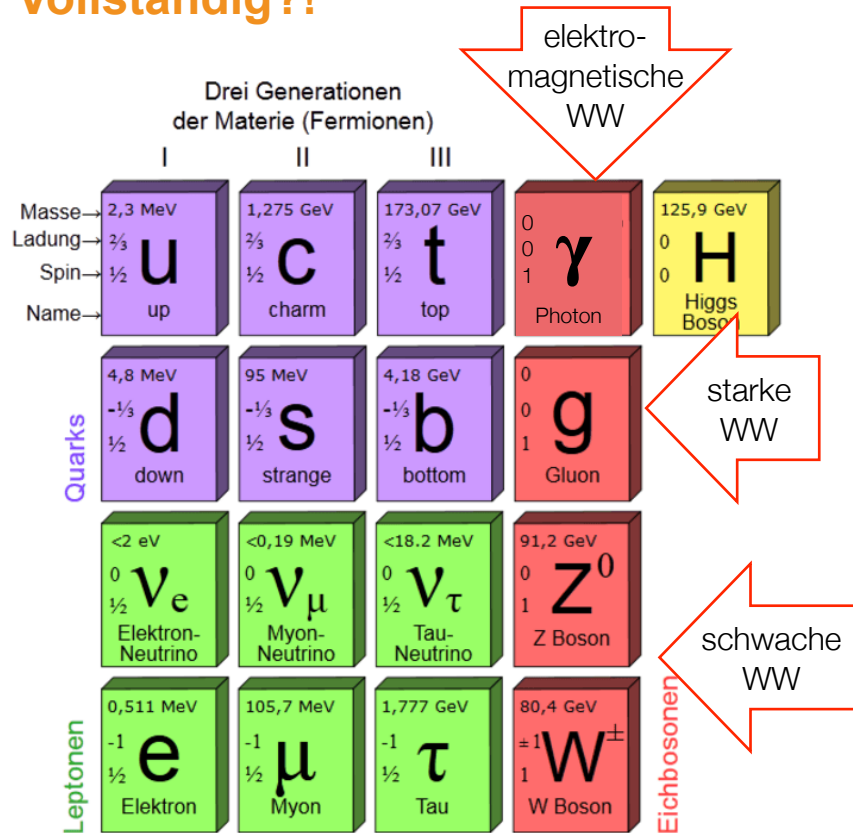 Vollständig?!
elektro-
magnetische
WW
Drei Generationen
der Materie (Fermionen)
I II III
Masse
Ladung
Spin
Name
2,3 MeV
⅔
½
u
up
1,275 GeV
⅔
½
c
charm
173,07 GeV
⅔
½
t
top
0
0
1
γ
Photon
125,9 GeV
0
0
H
Higgs
Boson
Quarks
4,8 MeV
-⅓
½
d
down
95 MeV
-⅓
½
s
strange
4,18 GeV
-⅓
½
b
bottom
0
0
1
g
Gluon
starke
WW
<2 eV
0
½
νe
Elektron-
Neutrino
<0,19 MeV
0
½
νμ
Myon-
Neutrino
<18.2 MeV
0
½
ντ
Tau-
Neutrino
91,2 GeV
0
1
Z⁰
Z Boson
schwache
WW
Leptonen
0,511 MeV
-1
½
e
Elektron
105,7 MeV
-1
½
μ
Myon
1,777 GeV
-1
½
τ
Tau
80,4 GeV
±1
1
W±
W Boson
Eichbosonen